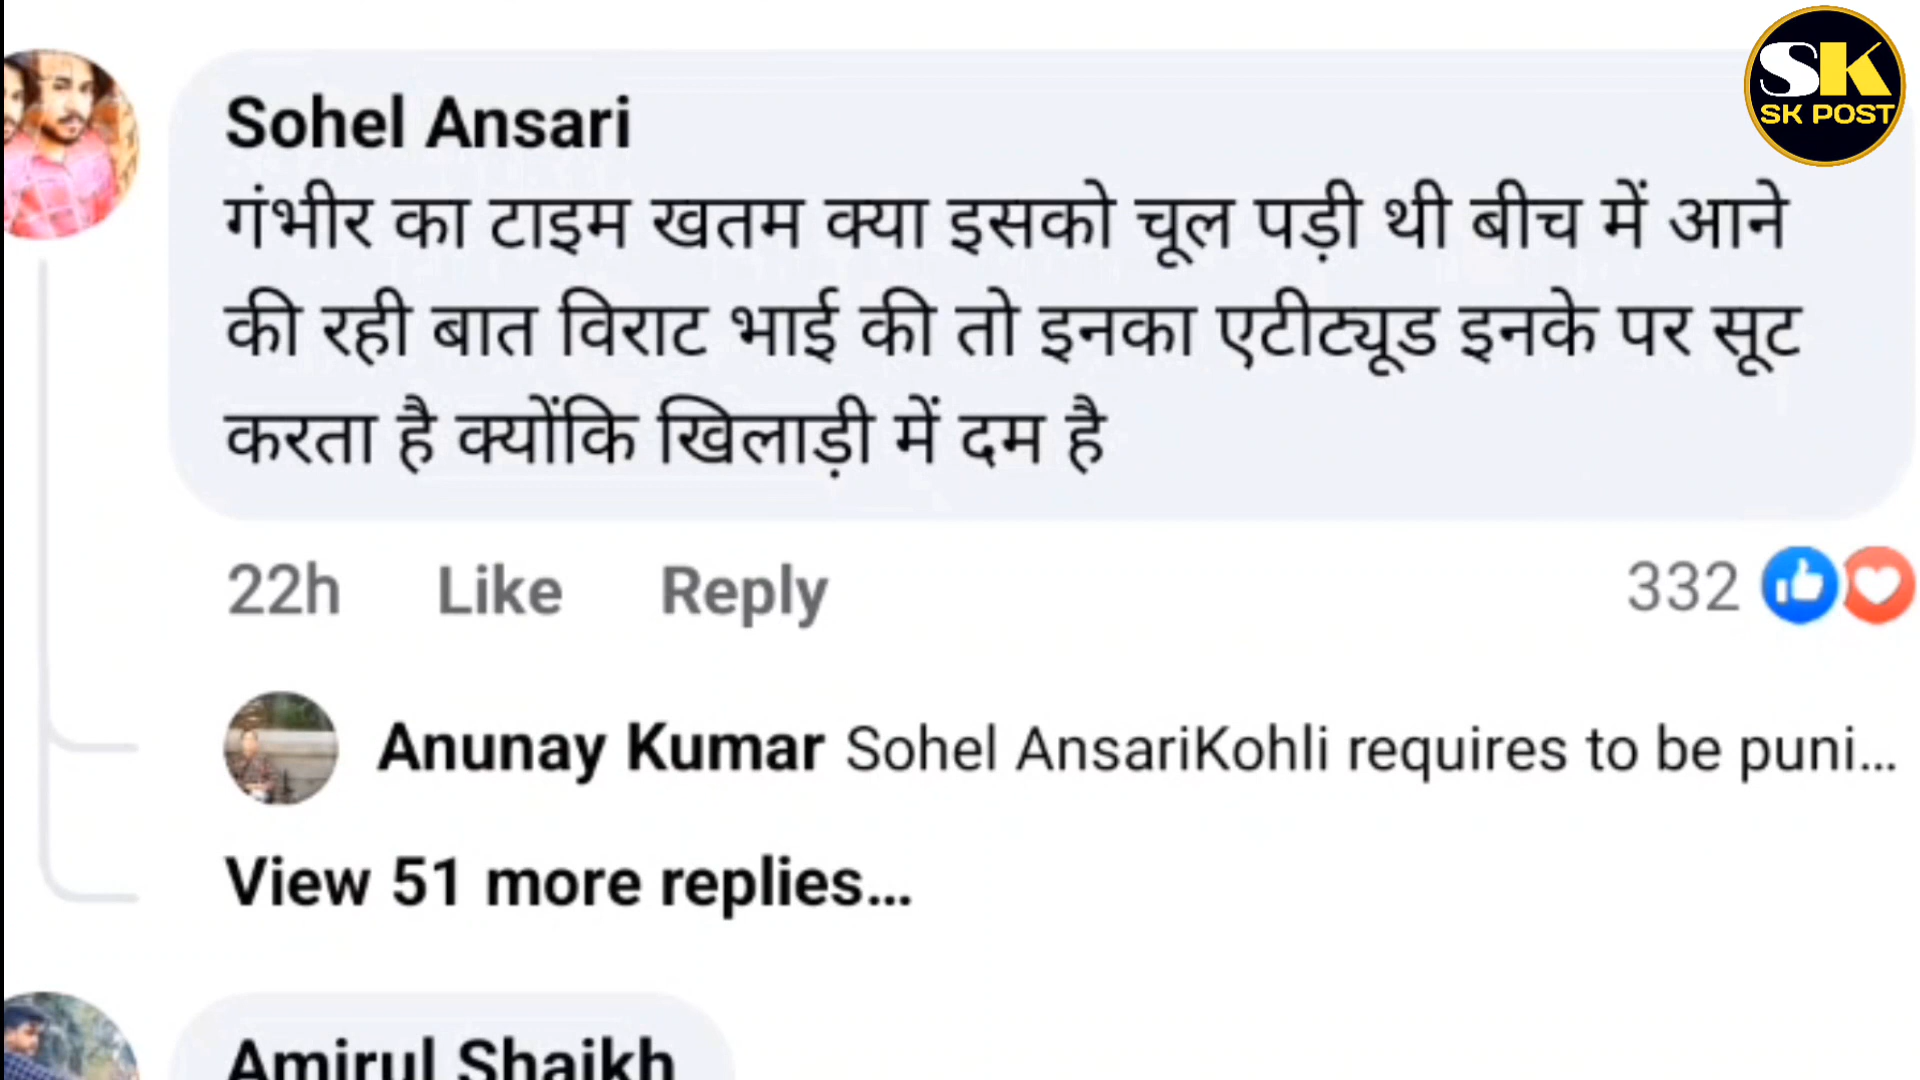 SK
SK POST
Sohel Ansari
गंभीर का टाइम खतम क्या इसको चूल पड़ी थी बीच में आने
की रही बात विराट भाई की तो इनका एटीट्यूड इनके पर सूट
करता है क्योंकि खिलाड़ी में दम है
22h Like Reply 332
Anunay Kumar Sohel AnsariKohli requires to be puni...
View 51 more replies...
Amirul Shaikh